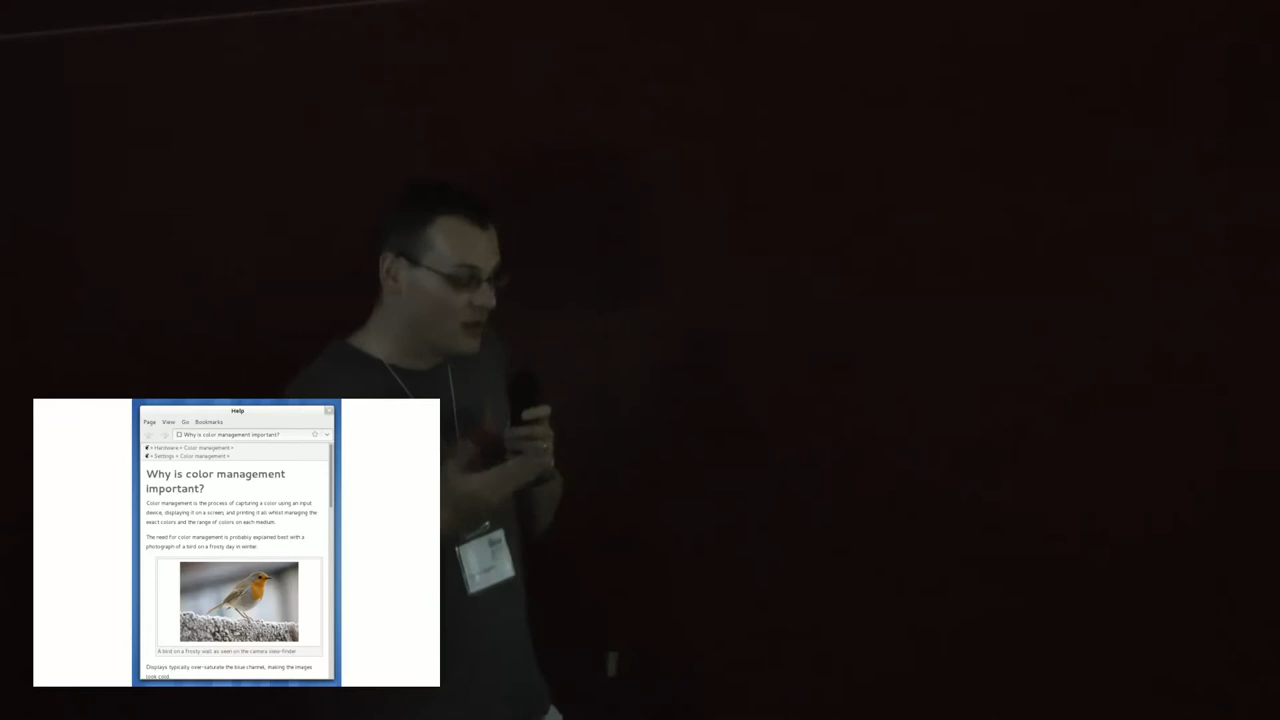 Help
Page View Go Bookmarks
Why is color management important?
» Hardware » Color management »
» Settings » Color management »
Why is color management
important?
Color management is the process of capturing a color using an input
device, displaying it on a screen, and printing it all whilst managing the
exact colors and the range of colors on each medium.
The need for color management is probably explained best with a
photograph of a bird on a frosty day in winter.
A bird on a frosty wall as seen on the camera view-finder
Displays typically over-saturate the blue channel, making the images
look cold.